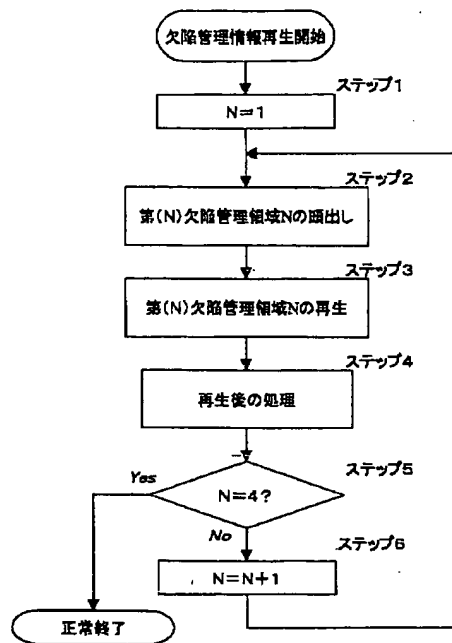 欠陥管理情報再生開始
ステップ1
N=1
ステップ2
第(N)欠陥管理領域Nの頭出し
ステップ3
第(N)欠陥管理領域Nの再生
ステップ4
再生後の処理
ステップ5
N=4?
Yes
No
ステップ6
N=N+1
正常終了